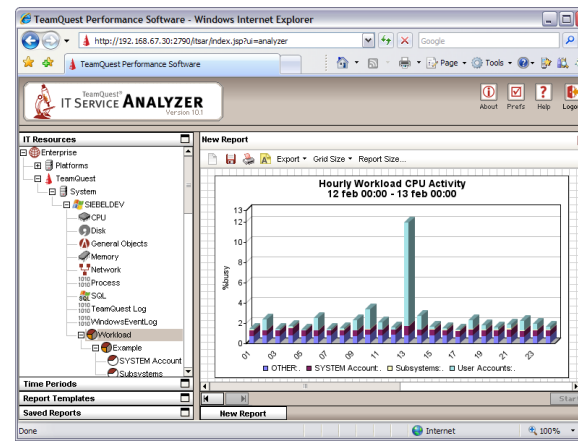 TeamQuest Performance Software - Windows Internet Explorer
http://192.168.67.30:2790/itsar/index.jsp?ui=analyzer
Google
TeamQuest Performance Software
Page
Tools
TeamQuest®
IT SERVICE ANALYZER
Version 10.1
About Prefs Help
IT Resources
New Report
Enterprise
Platforms
TeamQuest
System
SIEBELDEV
CPU
Disk
General Objects
Memory
Network
Process
SQL
TeamQuest Log
WindowsEventLog
Workload
Example
SYSTEM Account
Subsystems
Export Grid Size Report Size...
Hourly Workload CPU Activity
12 feb 00:00 - 13 feb 00:00
%busy
13
12
10
8
6
4
2
0
01 03 05 07 09 11 13 15 17 19 21 23
OTHER:. SYSTEM Account:. Subsystems:. User Accounts:.
Time Periods
Report Templates
Saved Reports
Star
New Report
Done
Internet
100%